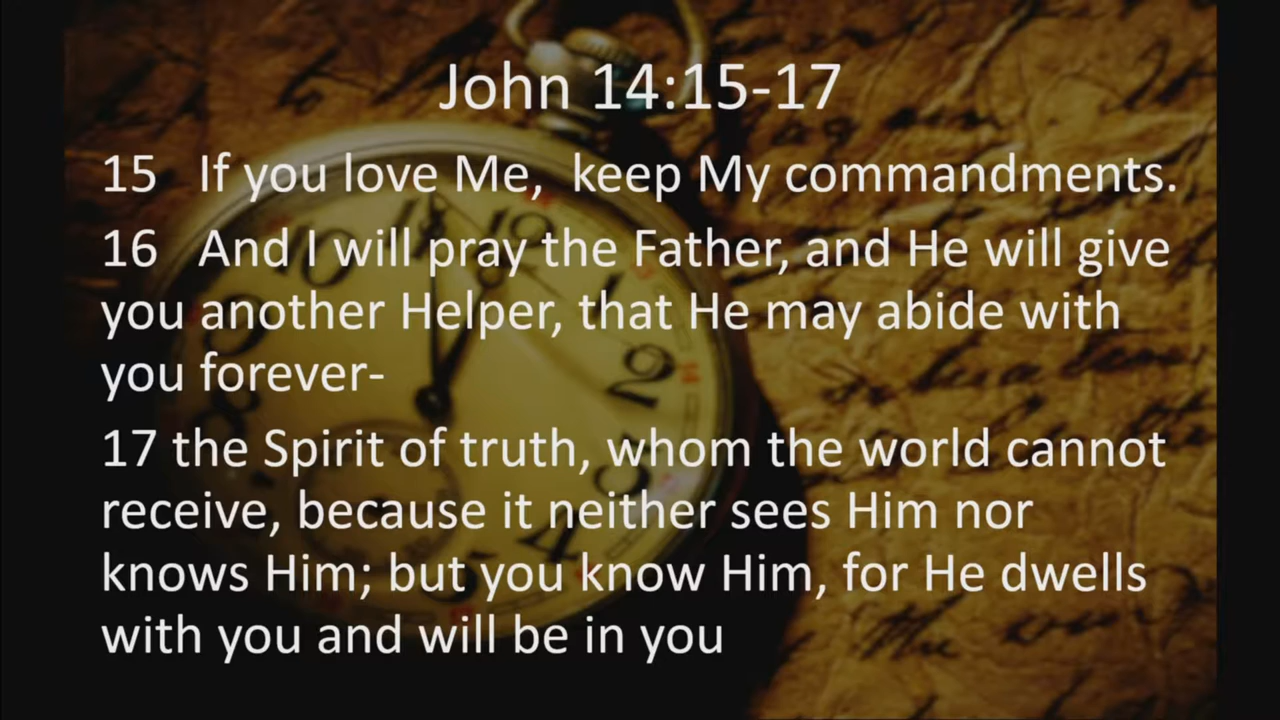 John 14:15-17
15 If you love Me, keep My commandments.
16 And I will pray the Father, and He will give
you another Helper, that He may abide with
you forever-
17 the Spirit of truth, whom the world cannot
receive, because it neither sees Him nor
knows Him; but you know Him, for He dwells
with you and will be in you